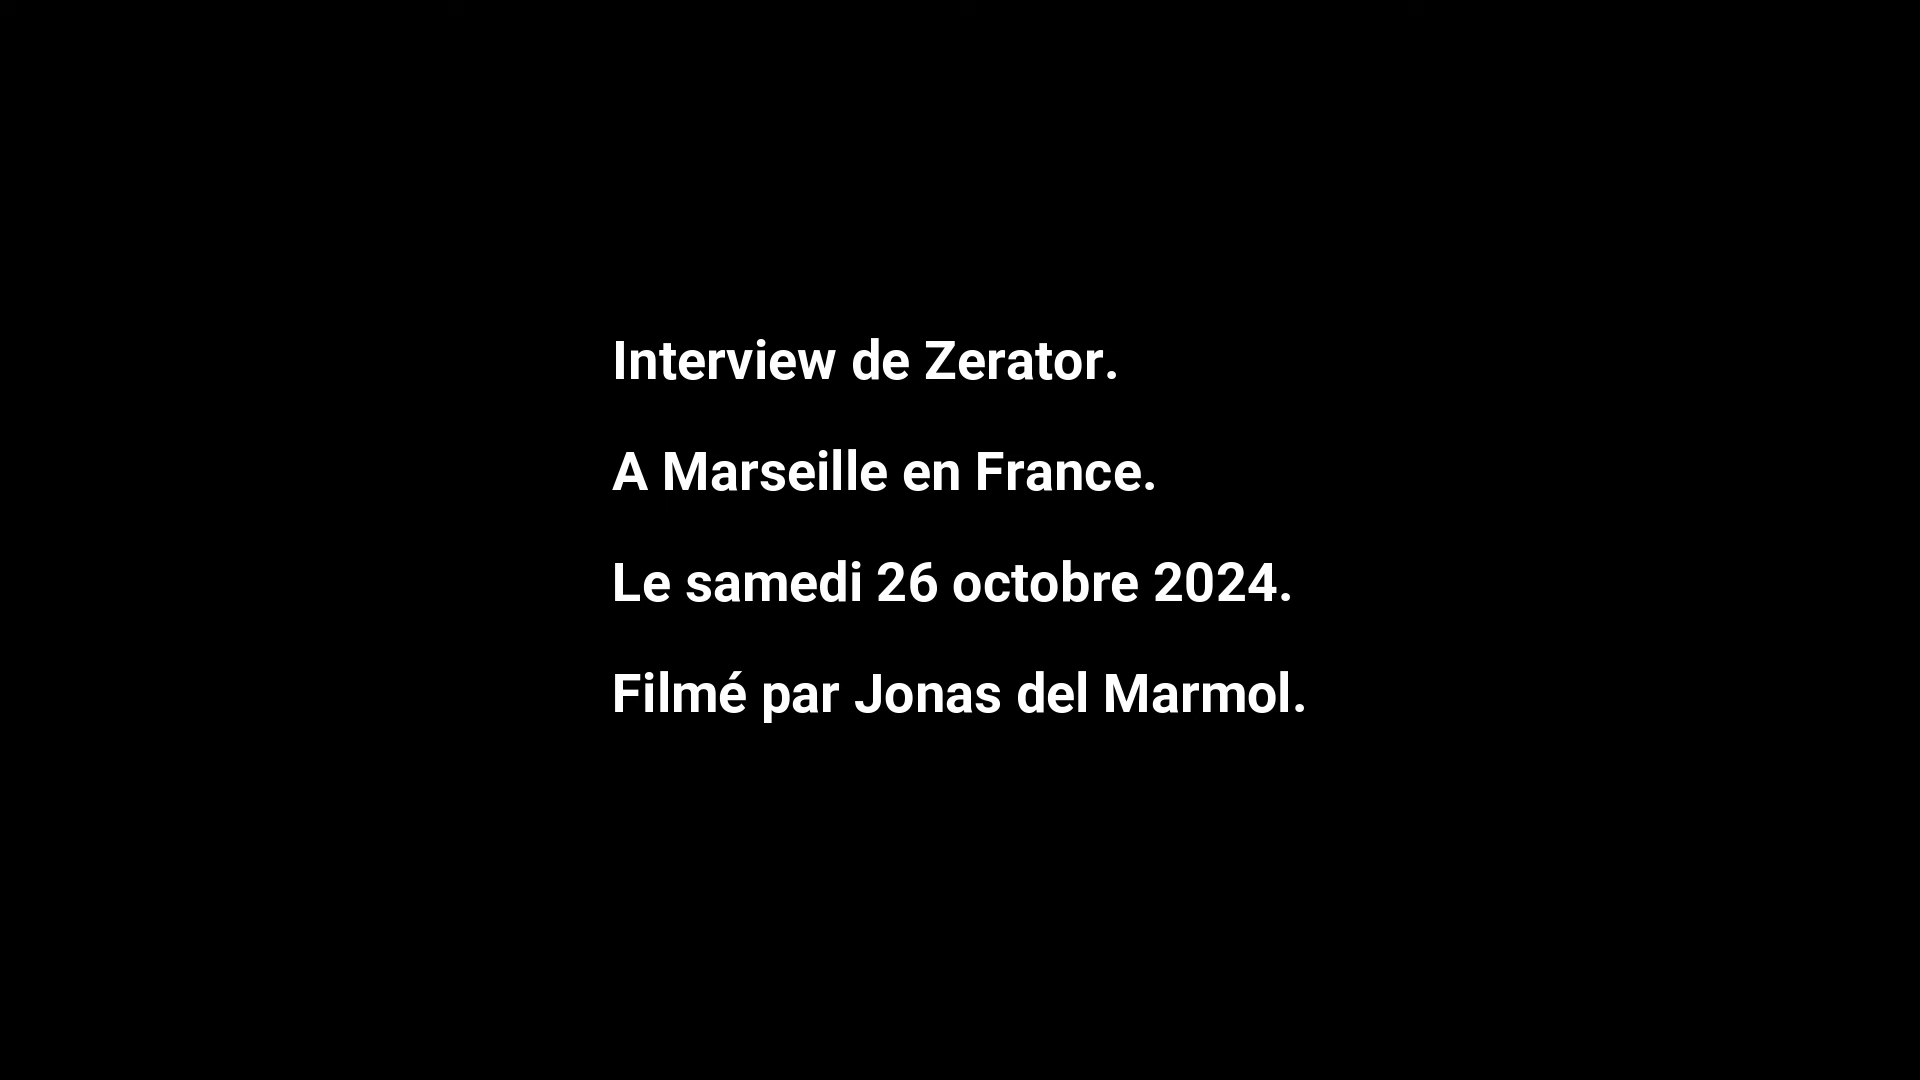 Interview de Zerator.
A Marseille en France.
Le samedi 26 octobre 2024.
Filmé par Jonas del Marmol.